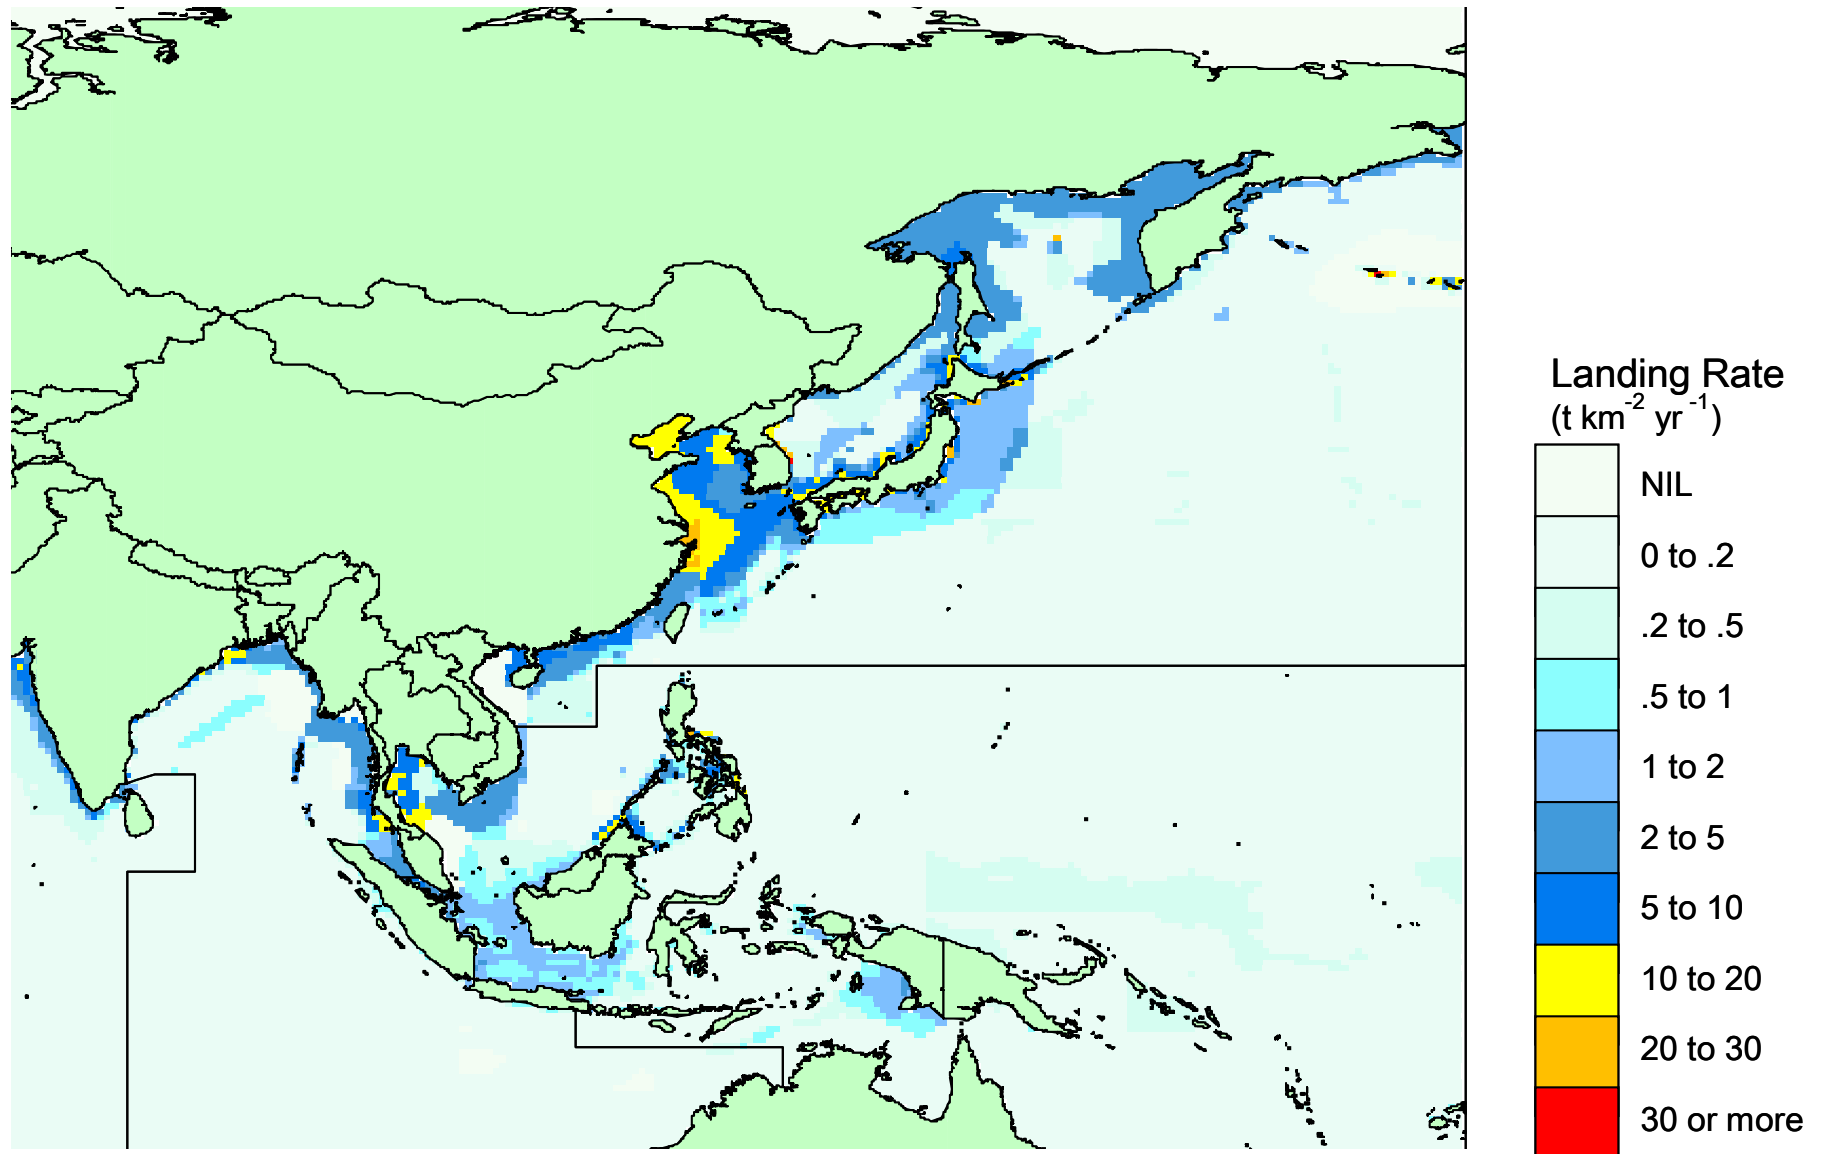 Landing Rate
(t km-2 yr -1)
NIL
0 to .2
.2 to .5
.5 to 1
1 to 2
2 to 5
5 to 10
10 to 20
20 to 30
30 or more